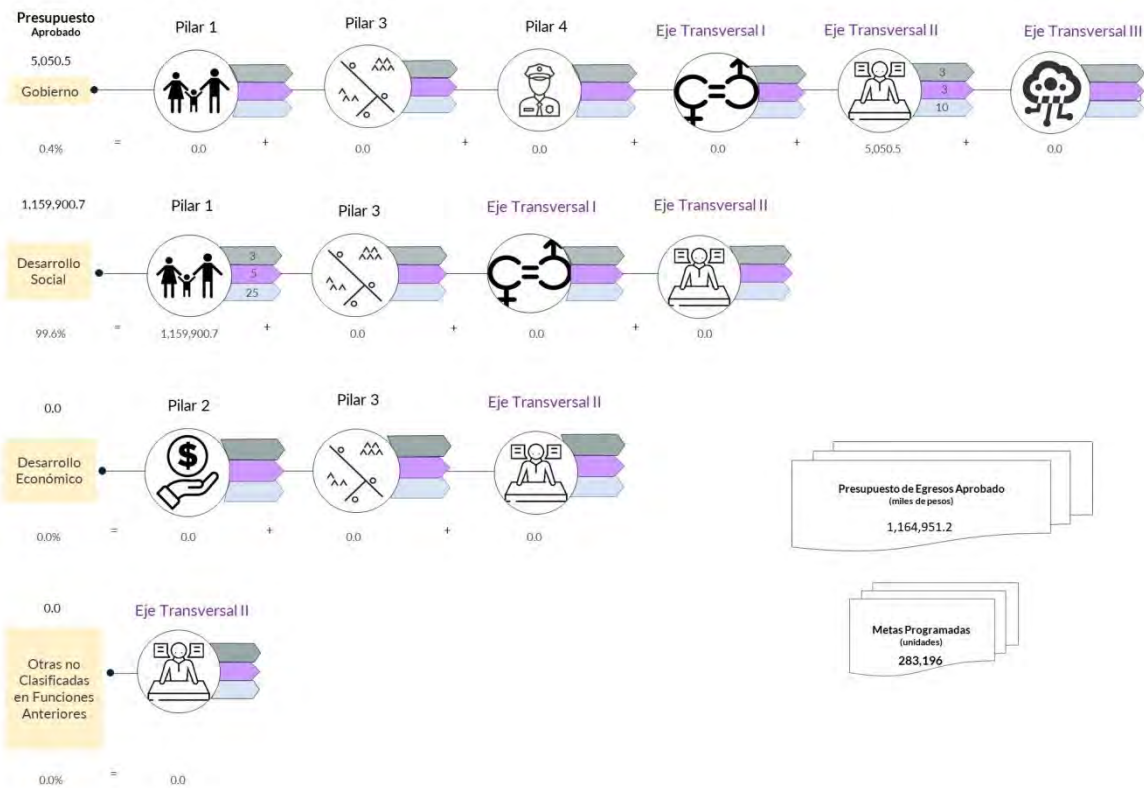 Presupuesto
Aprobado
5,050.5
Gobierno
0.4%
=
Pilar 1
0.0
+
Pilar 3
0.0
+
Pilar 4
0.0
+
Eje Transversal I
0.0
+
Eje Transversal II
3
3
10
5,050.5
+
Eje Transversal III
0.0
1,159,900.7
Desarrollo
Social
99.6%
=
Pilar 1
3
5
25
1,159,900.7
+
Pilar 3
0.0
+
Eje Transversal I
0.0
+
Eje Transversal II
0.0
0.0
Desarrollo
Económico
0.0%
=
Pilar 2
0.0
+
Pilar 3
0.0
+
Eje Transversal II
0.0
Presupuesto de Egresos Aprobado
(miles de pesos)
1,164,951.2
Metas Programadas
(unidades)
283,196
0.0
Otras no
Clasificadas
en Funciones
Anteriores
0.0%
=
Eje Transversal II
0.0